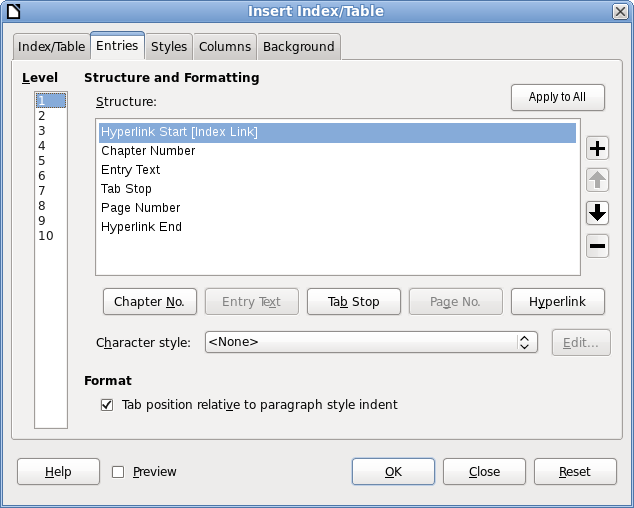 Insert Index/Table
Index/Table Entries Styles Columns Background
Level
1
2
3
4
5
6
7
8
9
10
Structure and Formatting
Structure:
Apply to All
Hyperlink Start [Index Link]
Chapter Number
Entry Text
Tab Stop
Page Number
Hyperlink End
Chapter No. Entry Text Tab Stop Page No. Hyperlink
Character style: <None> Edit...
Format
Tab position relative to paragraph style indent
Help Preview OK Close Reset